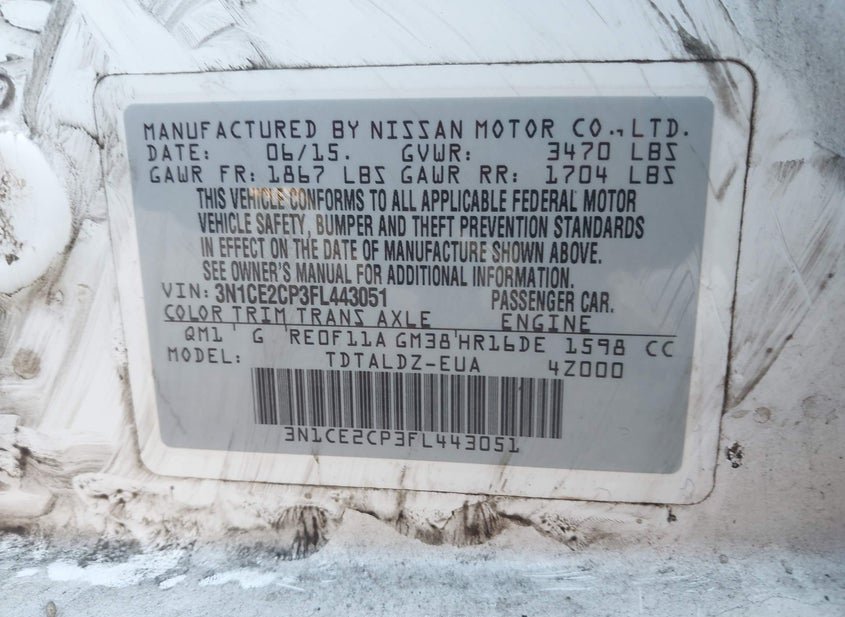 MANUFACTURED BY NISSAN MOTOR CO.,LTD.
DATE: 06/15. GVWR: 3470 LBS
GAWR FR: 1867 LBS GAWR RR: 1704 LBS
THIS VEHICLE CONFORMS TO ALL APPLICABLE FEDERAL MOTOR
VEHICLE SAFETY, BUMPER AND THEFT PREVENTION STANDARDS
IN EFFECT ON THE DATE OF MANUFACTURE SHOWN ABOVE.
SEE OWNER'S MANUAL FOR ADDITIONAL INFORMATION.
VIN: 3N1CE2CP3FL443051 PASSENGER CAR.
COLOR TRIM TRANS AXLE ENGINE
QM1 ' G ' RE0F11A GM38'HR16DE 1598 CC
MODEL: TDTALDZ-EUA 4Z000
3N1CE2CP3FL443051